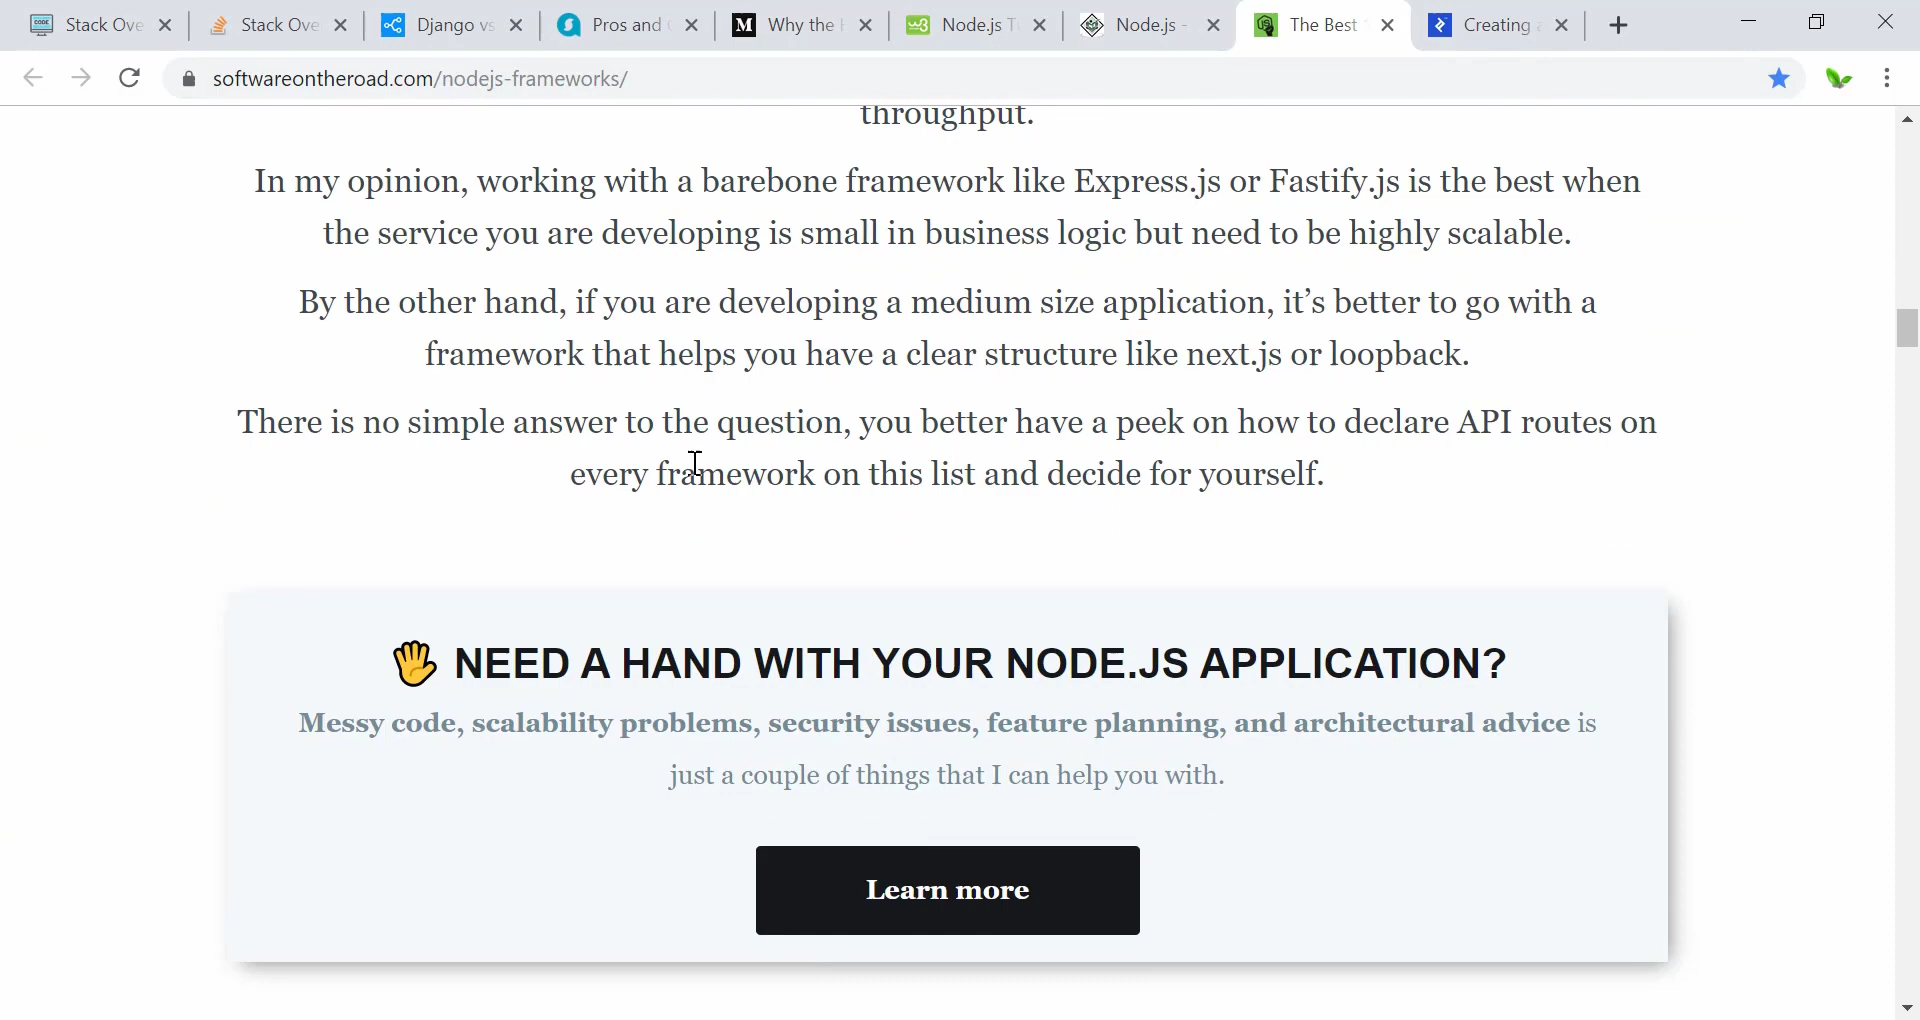 Stack Ove
Stack Ove
Django vs
Pros and
M
Why the
Node.js T
Node.js -
The Best
Creating
softwareontheroad.com/nodejs-frameworks/
throughput.
In my opinion, working with a barebone framework like Express.js or Fastify.js is the best when
the service you are developing is small in business logic but need to be highly scalable.
By the other hand, if you are developing a medium size application, it's better to go with a
framework that helps you have a clear structure like next.js or loopback.
There is no simple answer to the question, you better have a peek on how to declare API routes on
every framework on this list and decide for yourself.
NEED A HAND WITH YOUR NODE.JS APPLICATION?
Messy code, scalability problems, security issues, feature planning, and architectural advice is
just a couple of things that I can help you with.
Learn more